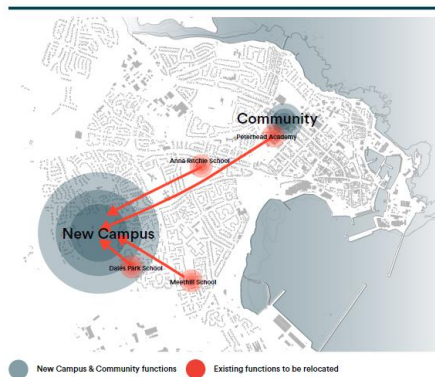 Community
Peterhead Academy
Anna Ritchie School
New Campus
Dales Park School
Meethill School
New Campus & Community functions
Existing functions to be relocated